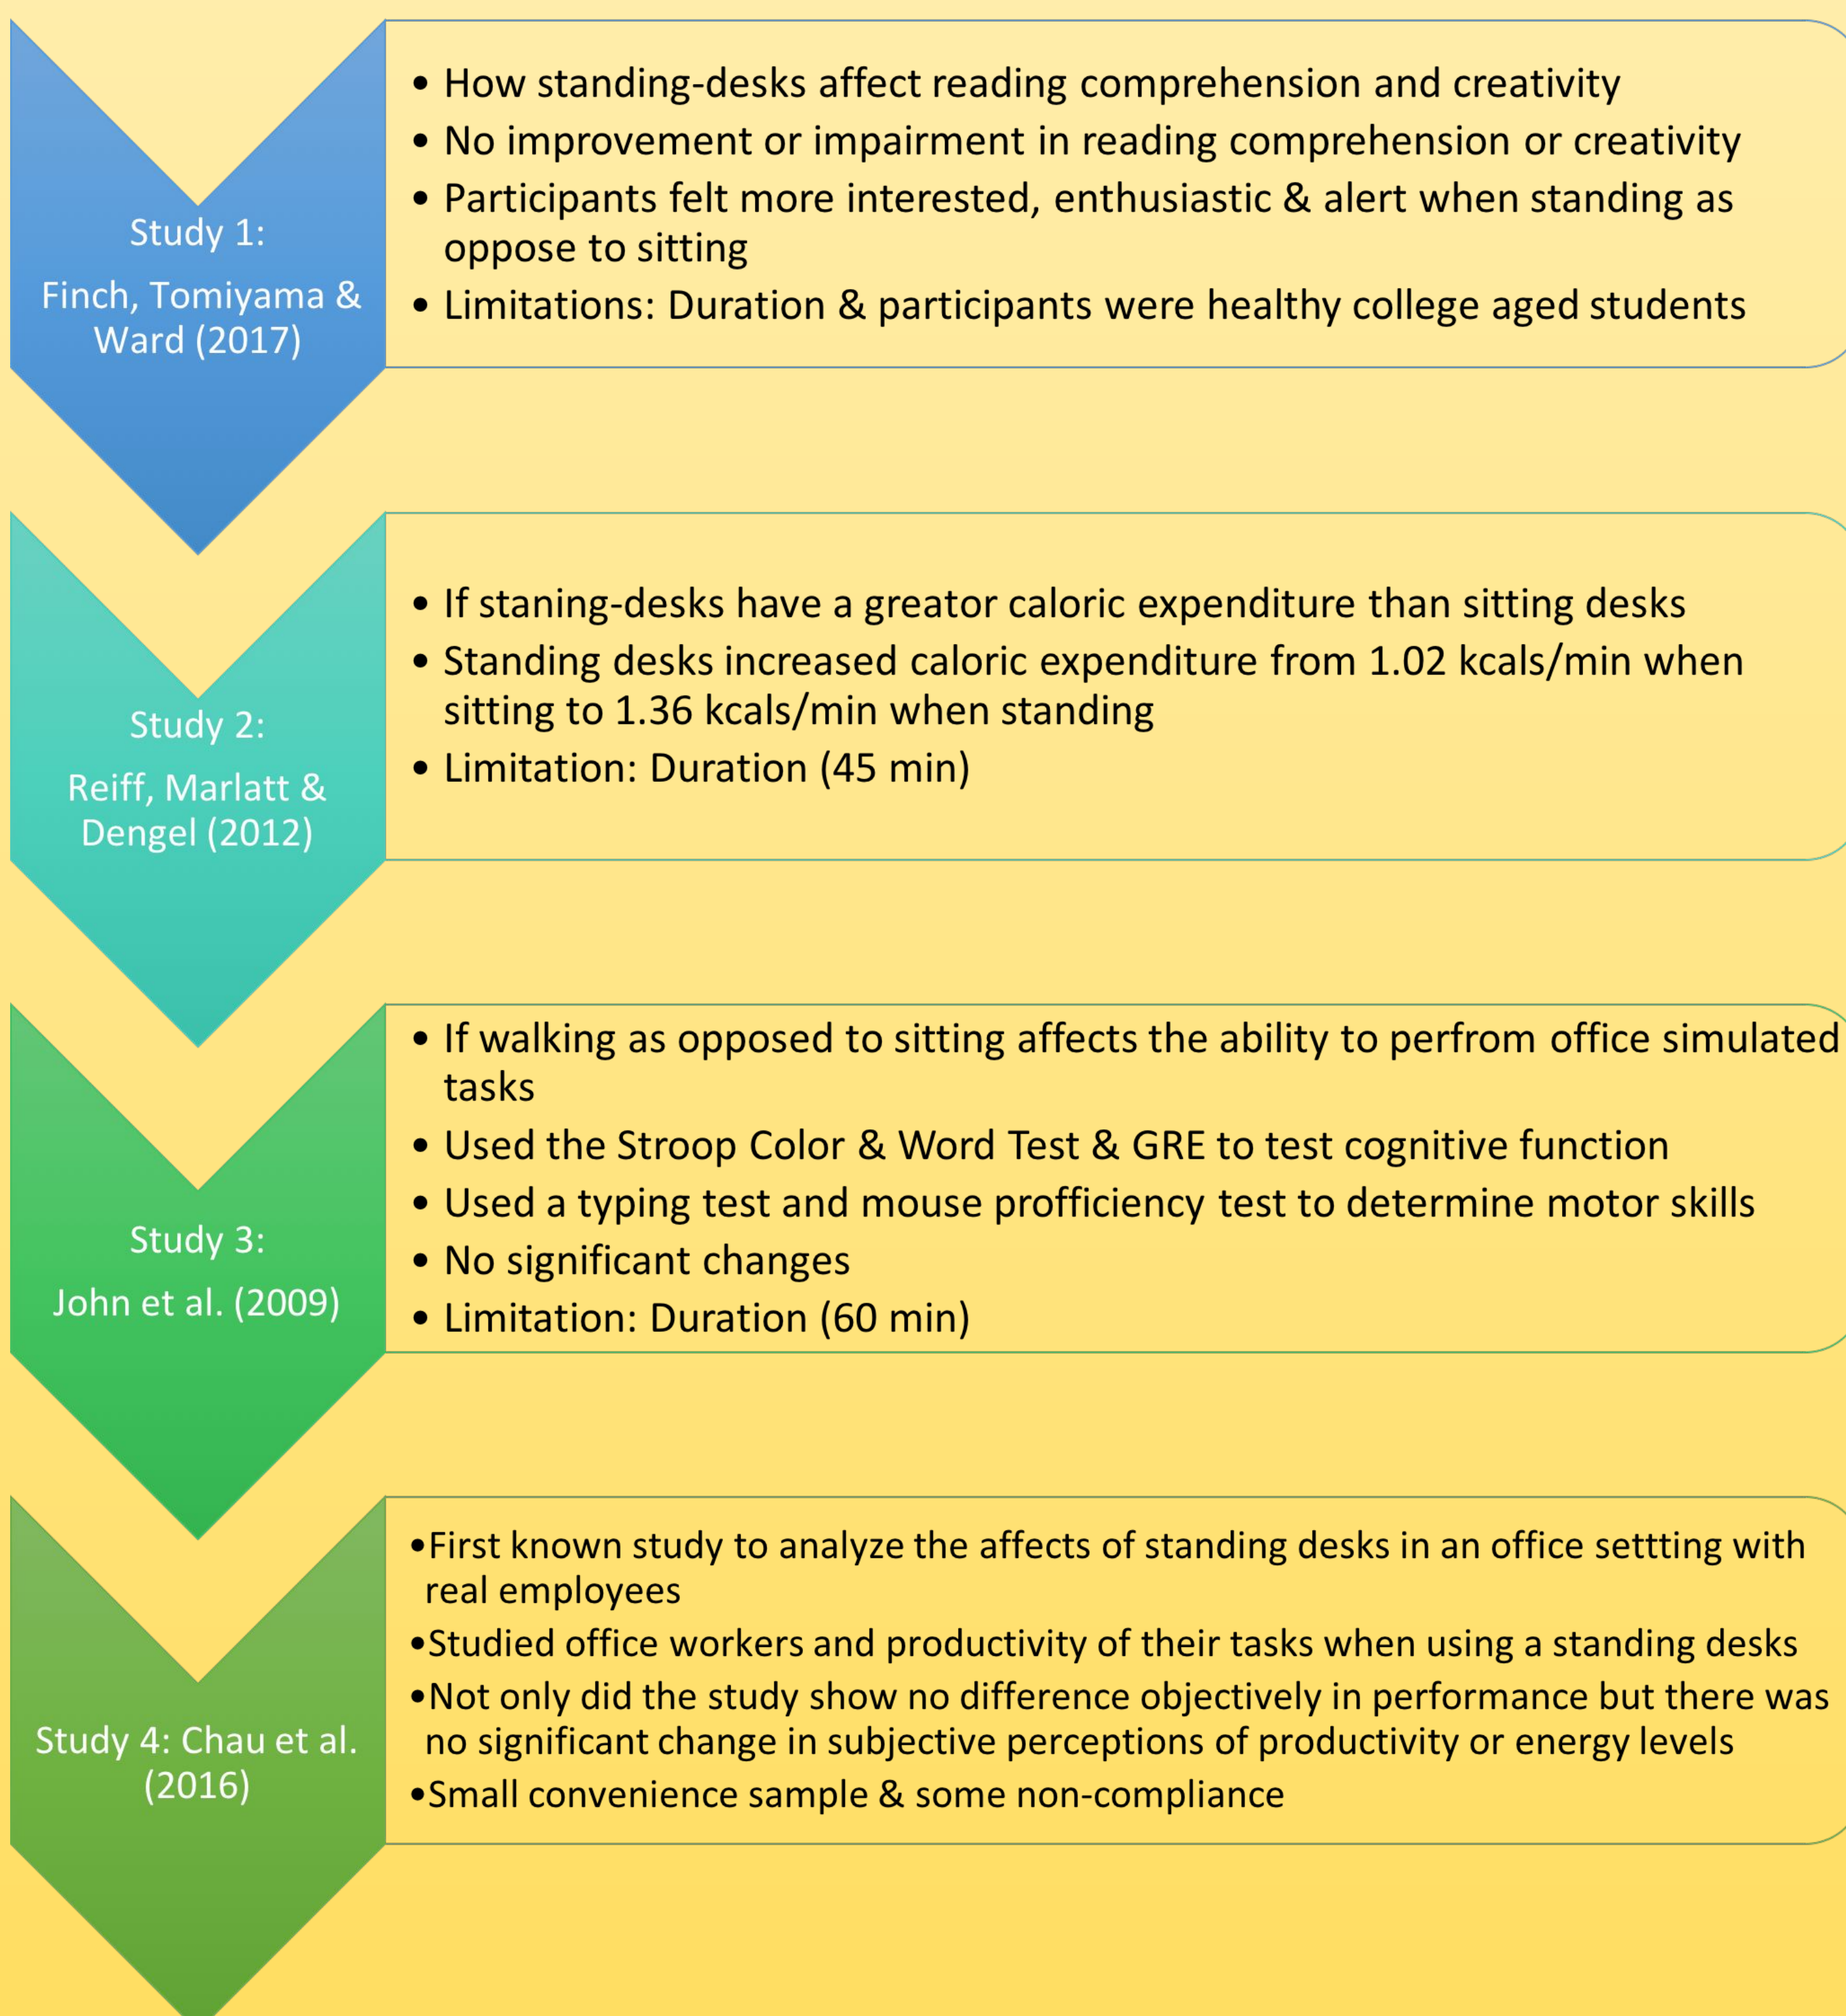 Study 1:
Finch, Tomiyama &
Ward (2017)
• How standing-desks affect reading comprehension and creativity
• No improvement or impairment in reading comprehension or creativity
• Participants felt more interested, enthusiastic & alert when standing as
oppose to sitting
• Limitations: Duration & participants were healthy college aged students
Study 2:
Reiff, Marlatt &
Dengel (2012)
• If staning-desks have a greator caloric expenditure than sitting desks
• Standing desks increased caloric expenditure from 1.02 kcals/min when
sitting to 1.36 kcals/min when standing
• Limitation: Duration (45 min)
Study 3:
John et al. (2009)
• If walking as opposed to sitting affects the ability to perfrom office simulated
tasks
• Used the Stroop Color & Word Test & GRE to test cognitive function
• Used a typing test and mouse profficiency test to determine motor skills
• No significant changes
• Limitation: Duration (60 min)
Study 4: Chau et al.
(2016)
•First known study to analyze the affects of standing desks in an office settting with
real employees
•Studied office workers and productivity of their tasks when using a standing desks
•Not only did the study show no difference objectively in performance but there was
no significant change in subjective perceptions of productivity or energy levels
•Small convenience sample & some non-compliance